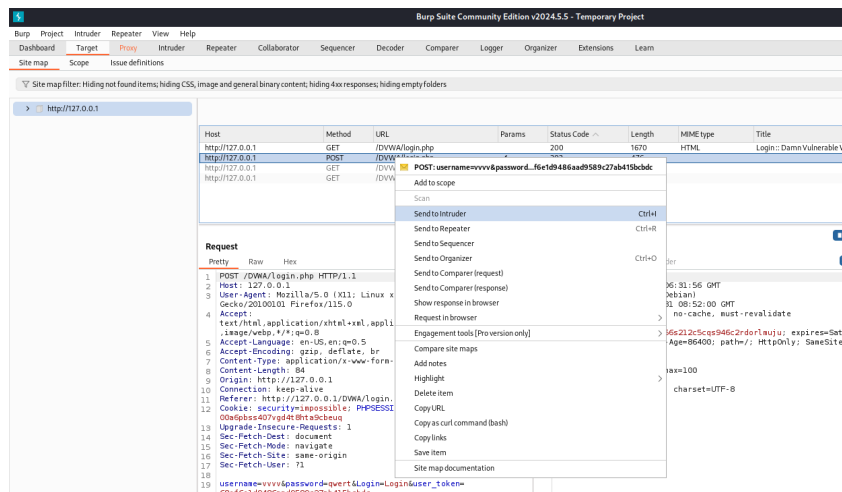 Burp Suite Community Edition v2024.5.5 - Temporary Project
Burp Project Intruder Repeater View Help
Dashboard Target Proxy Intruder Repeater Collaborator Sequencer Decoder Comparer Logger Organizer Extensions Learn
Site map Scope Issue definitions
Site map filter: Hiding not found items; hiding CSS, image and general binary content; hiding 4xx responses; hiding empty folders
http://127.0.0.1
Host Method URL Params Status Code Length MIME type Title
http://127.0.0.1 GET /DVWA/login.php 200 1670 HTML Login :: Damn Vulnerable
http://127.0.0.1 POST
http://127.0.0.1 GET
http://127.0.0.1 GET
POST: username=vvvv&password...f6e1d9486aad9589c27ab415bcbdc
Add to scope
Scan
Send to Intruder Ctrl+I
Send to Repeater Ctrl+R
Send to Sequencer
Send to Organizer Ctrl+O
Send to Comparer (request)
Send to Comparer (response)
Show response in browser
Request in browser
Engagement tools [Pro version only]
Compare site maps
Add notes
Highlight
Delete item
Copy URL
Copy as curl command (bash)
Copy links
Save item
Site map documentation
Request
Pretty Raw Hex
1 POST /DVWA/login.php HTTP/1.1
2 Host: 127.0.0.1
3 User-Agent: Mozilla/5.0 (X11; Linux x
Gecko/20100101 Firefox/115.0
4 Accept:
text/html,application/xhtml+xml,appli
,image/webp,*/*;q=0.8
5 Accept-Language: en-US,en;q=0.5
6 Accept-Encoding: gzip, deflate, br
7 Content-Type: application/x-www-form-
8 Content-Length: 84
9 Origin: http://127.0.0.1
10 Connection: keep-alive
11 Referer: http://127.0.0.1/DVWA/login.
12 Cookie: security=impossible; PHPSESSI
00a6pbss407vgd4t8hta9cbeuq
13 Upgrade-Insecure-Requests: 1
14 Sec-Fetch-Dest: document
15 Sec-Fetch-Mode: navigate
16 Sec-Fetch-Site: same-origin
17 Sec-Fetch-User: ?1
18
19 username=vvvv&password=qwert&Login=Login&user_token=
:31:56 GMT
ebian)
08:52:00 GMT
no-cache, must-revalidate
212c5cqs946c2rdorlmuju; expires=Sat
Age=86400; path=/; HttpOnly; SameSite
max=100
charset=UTF-8